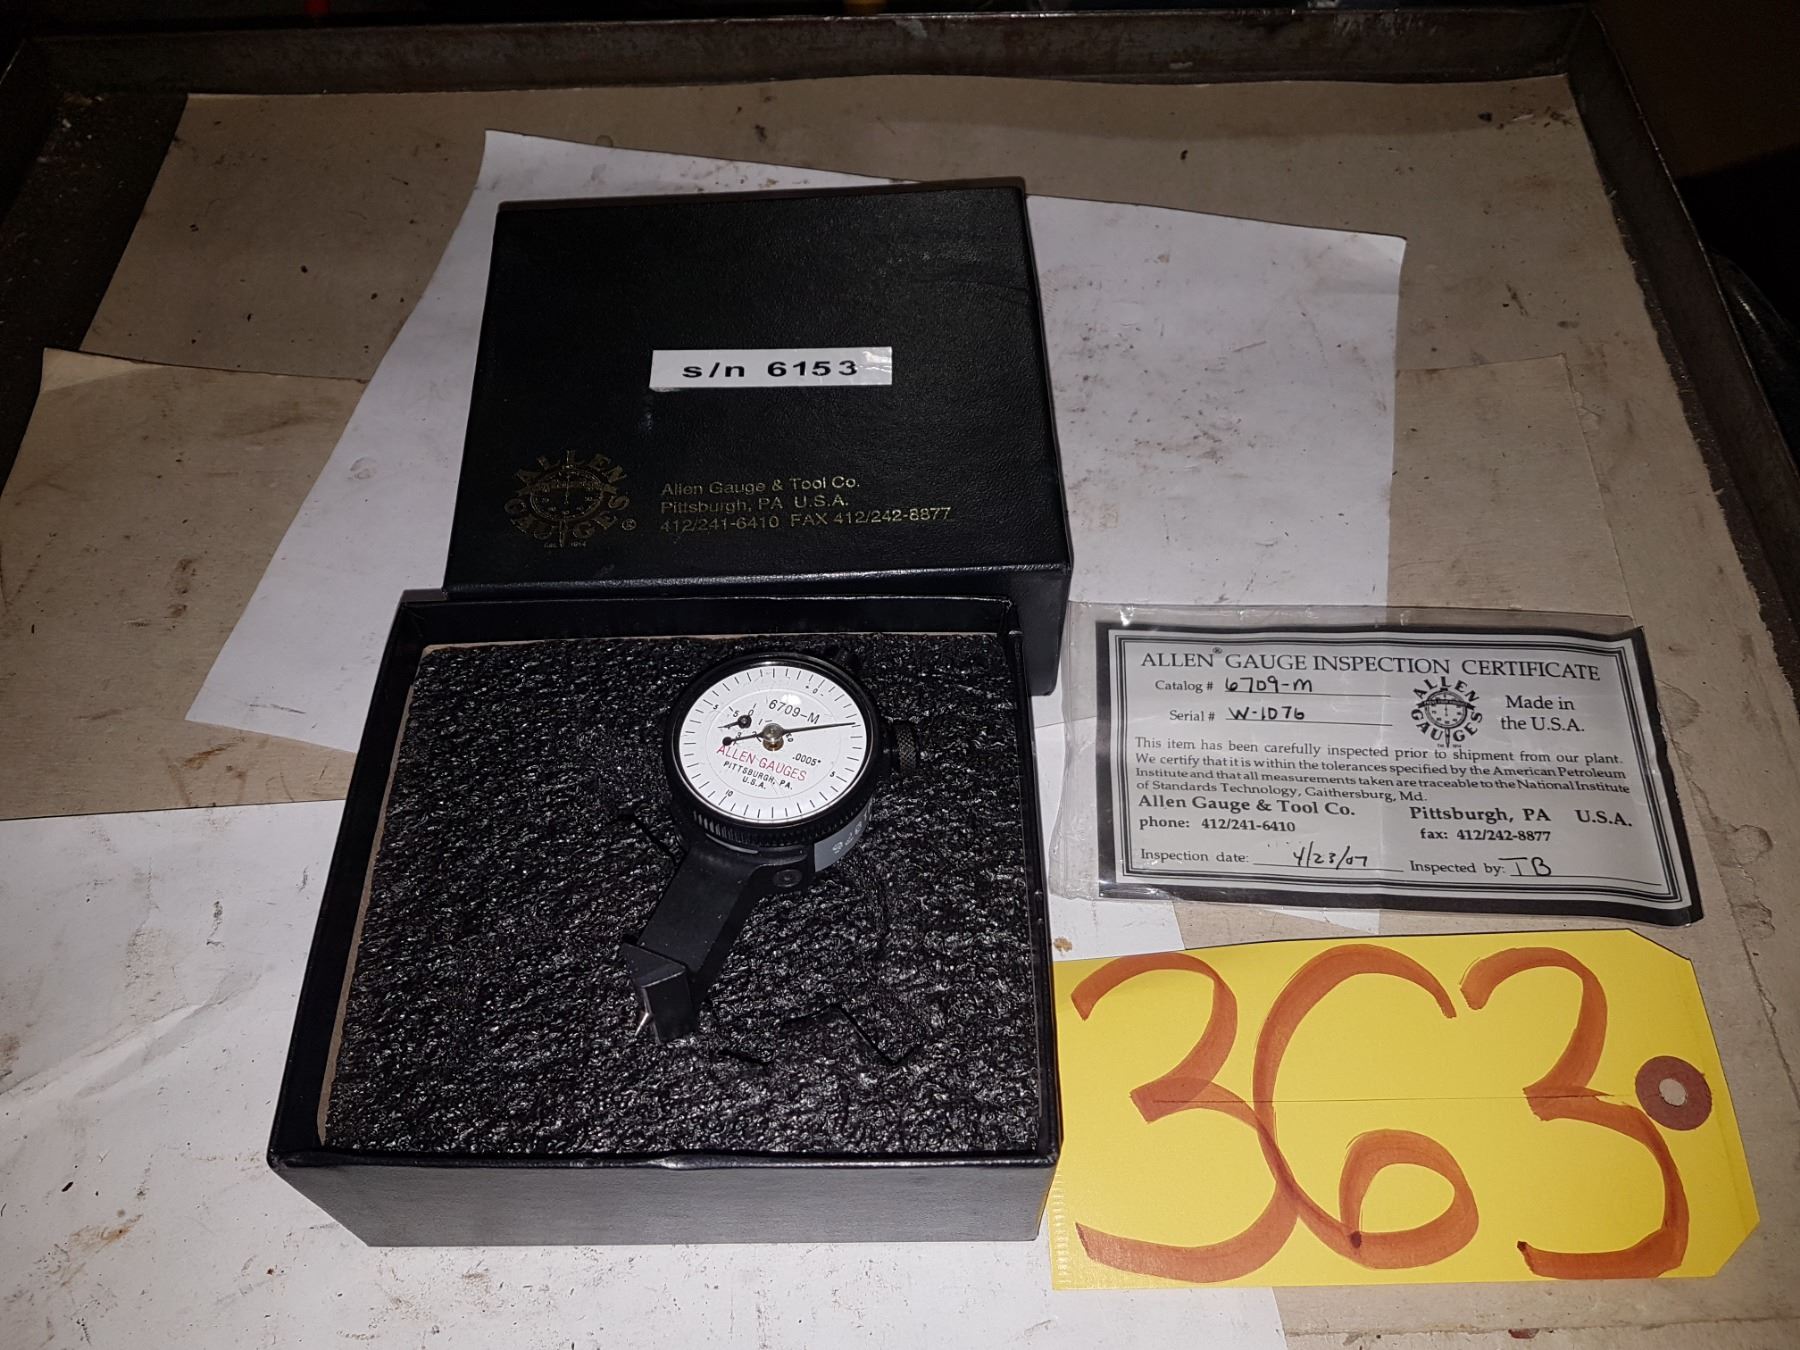 s/n 6153
ALLEN
GAUGES
®
Allen Gauge & Tool Co.
Pittsburgh, PA U.S.A.
412/241-6410 FAX 412/242-8877
6709-M
.0005"
ALLEN GAUGES
PITTSBURGH, PA.
U.S.A.
ALLEN® GAUGE INSPECTION CERTIFICATE
Catalog # 6709-M
Serial # W-1076
ALLEN
GAUGES
Made in
the U.S.A.
This item has been carefully inspected prior to shipment from our plant.
We certify that it is within the tolerances specified by the American Petroleum
Institute and that all measurements taken are traceable to the National Institute
of Standards Technology, Gaithersburg, Md.
Allen Gauge & Tool Co. Pittsburgh, PA U.S.A.
phone: 412/241-6410 fax: 412/242-8877
Inspection date: 4/23/07 Inspected by: TB
363